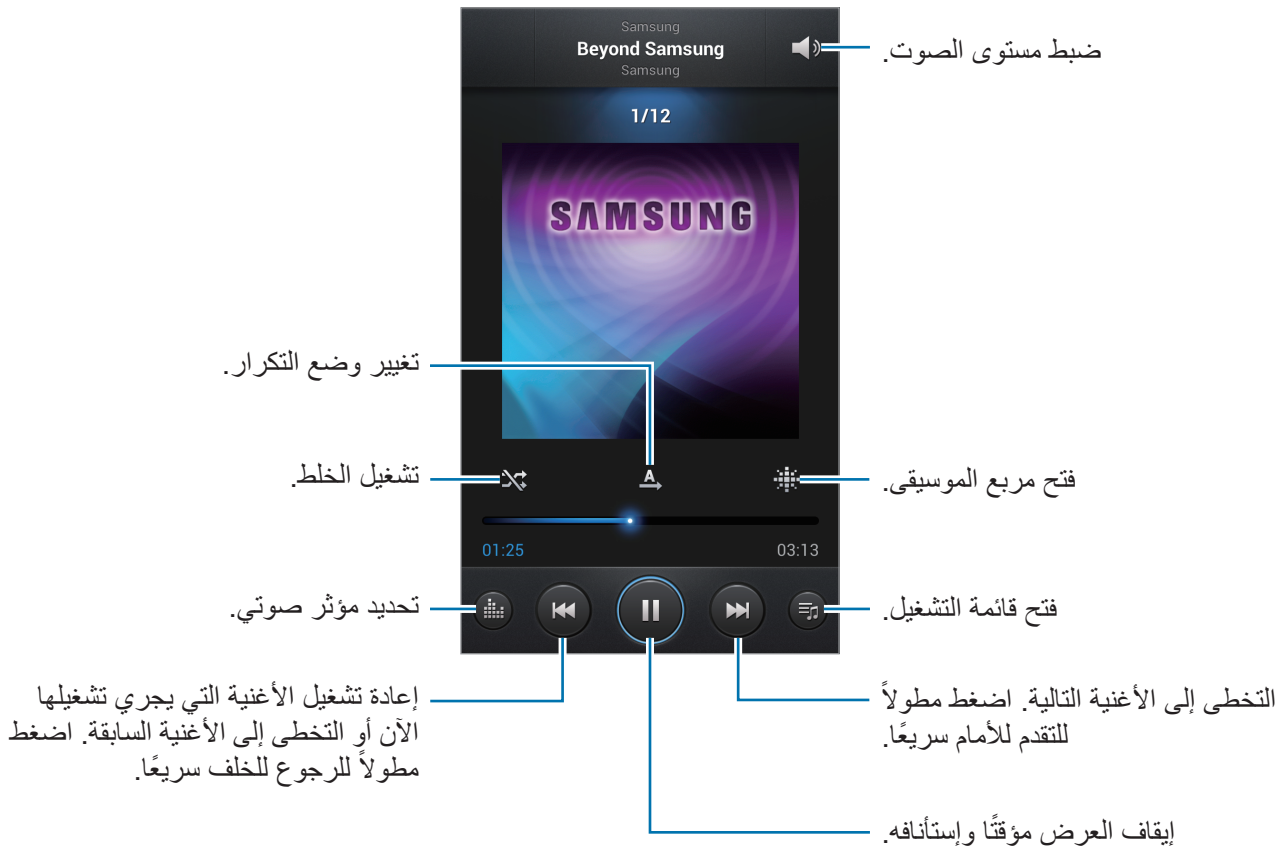 Samsung
Beyond Samsung
Samsung
ضبط مستوى الصوت.
1/12
SAMSUNG
تغيير وضع التكرار.
A
تشغيل الخلط.
فتح مربع الموسيقى.
01:25
03:13
تحديد مؤثر صوتي.
فتح قائمة التشغيل.
إعادة تشغيل الأغنية التي يجري تشغيلها
الآن أو التخطى إلى الأغنية السابقة. اضغط
مطولاً للرجوع للخلف سريعًا.
التخطى إلى الأغنية التالية. اضغط مطولاً
للتقدم للأمام سريعًا.
إيقاف العرض مؤقتًا وإستأنافه.